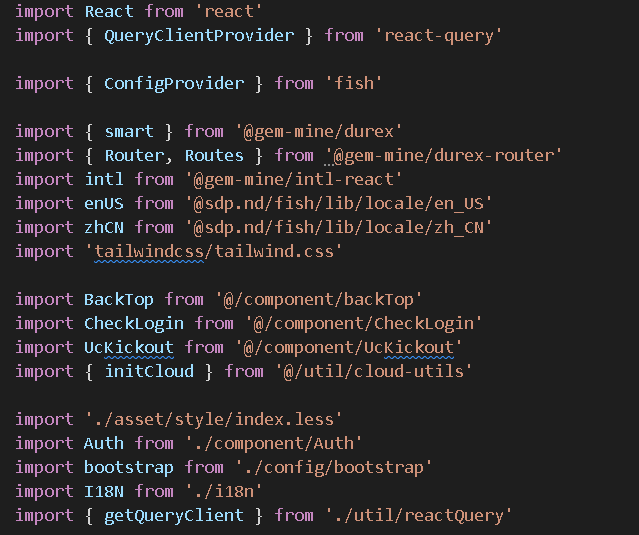 import React from 'react'
import { QueryClientProvider } from 'react-query'
import { ConfigProvider } from 'fish'
import { smart } from '@gem-mine/durex'
import { Router, Routes } from '@gem-mine/durex-router'
import intl from '@gem-mine/intl-react'
import enUS from '@sdp.nd/fish/lib/locale/en_US'
import zhCN from '@sdp.nd/fish/lib/locale/zh_CN'
import 'tailwindcss/tailwind.css'
import BackTop from '@/component/backTop'
import CheckLogin from '@/component/CheckLogin'
import UcKickout from '@/component/UcKickout'
import { initCloud } from '@/util/cloud-utils'
import './asset/style/index.less'
import Auth from './component/Auth'
import bootstrap from './config/bootstrap'
import I18N from './i18n'
import { getQueryClient } from './util/reactQuery'